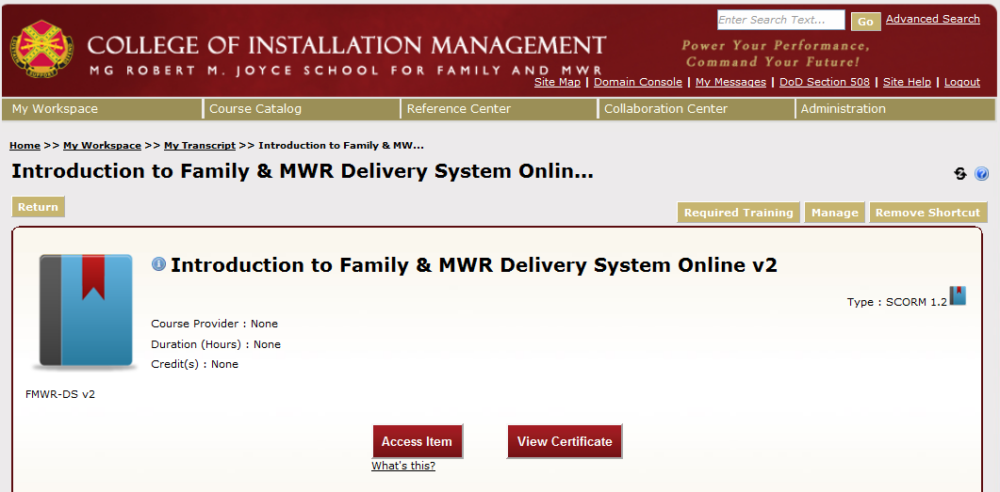 Enter Search Text...
Go
Advanced Search
COLLEGE OF INSTALLATION MANAGEMENT
MG ROBERT M. JOYCE SCHOOL FOR FAMILY AND MWR
Power Your Performance,
Command Your Future!
SUPPORT
Site Map | Domain Console | My Messages | DoD Section 508 | Site Help | Logout
My Workspace
Course Catalog
Reference Center
Collaboration Center
Administration
Home >> My Workspace >> My Transcript >> Introduction to Family & MW...
Introduction to Family & MWR Delivery System Onlin...
Return
Required Training
Manage
Remove Shortcut
Introduction to Family & MWR Delivery System Online v2
Type : SCORM 1.2
Course Provider : None
Duration (Hours) : None
Credit(s) : None
FMWR-DS v2
Access Item
View Certificate
What's this?